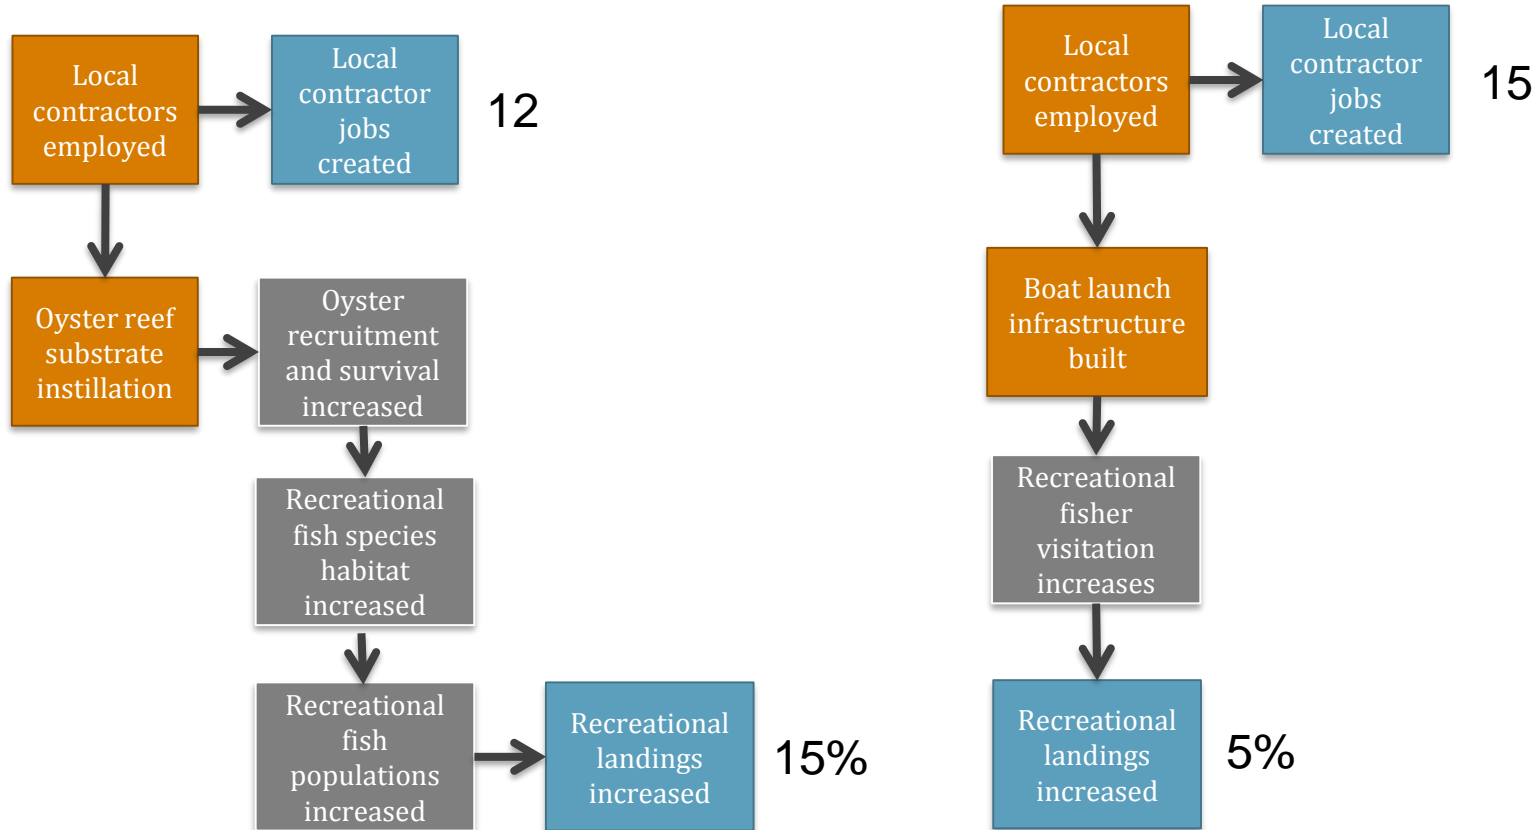 Local
contractors
employed
Local
contractor
jobs
created
12
Oyster reef
substrate
instillation
Oyster
recruitment
and survival
increased
Recreational
fish species
habitat
increased
Recreational
fish
populations
increased
Recreational
landings
increased
15%
Local
contractors
employed
Local
contractor
jobs
created
15
Boat launch
infrastructure
built
Recreational
fisher
visitation
increases
Recreational
landings
increased
5%